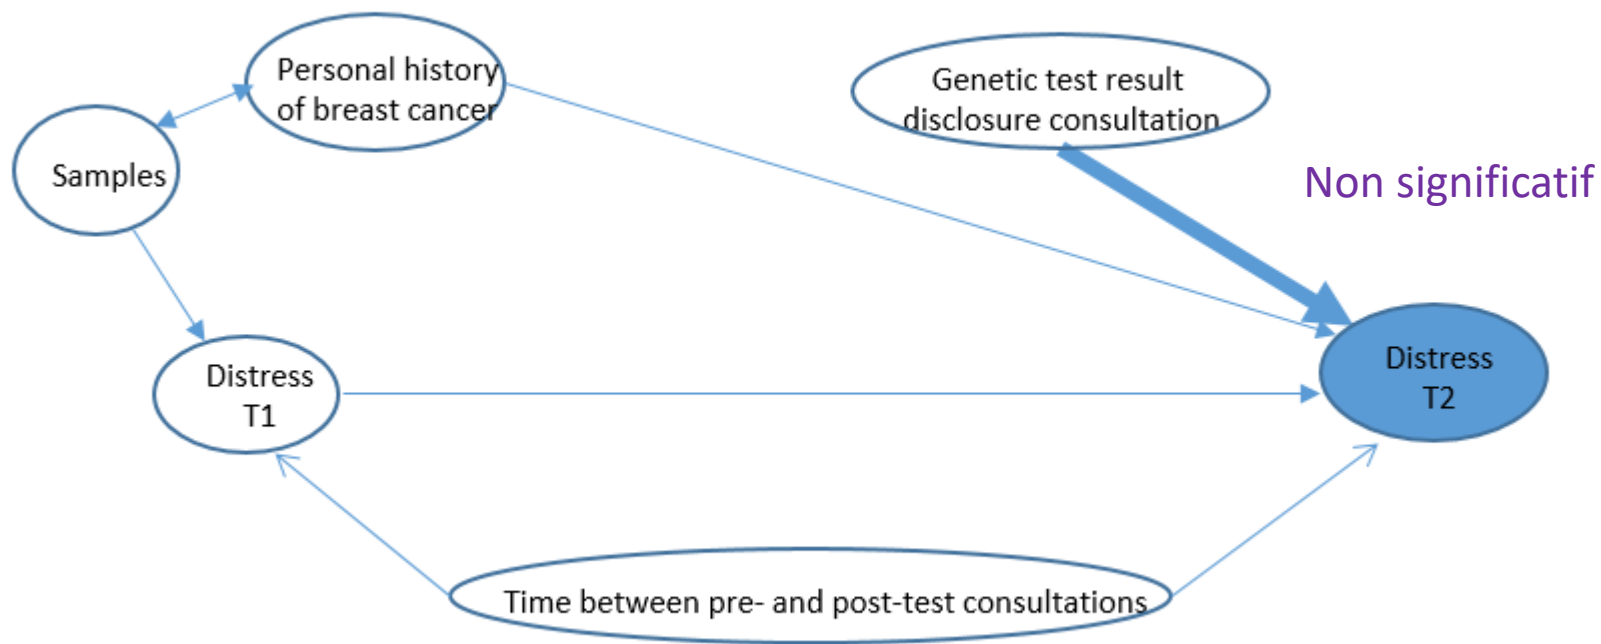 Personal history
of breast cancer
Genetic test result
disclosure consultation
Samples
Non significatif
Distress
T1
Distress
T2
Time between pre- and post-test consultations